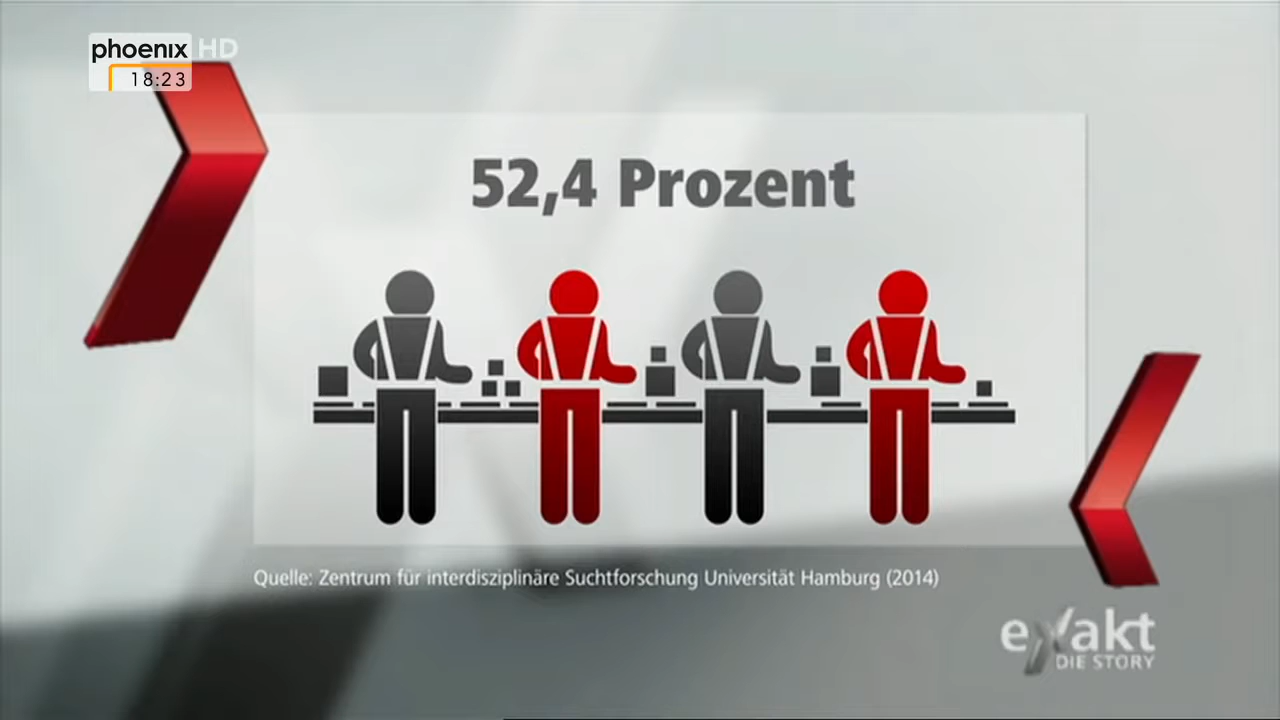 phoenix HD
18:23
52,4 Prozent
Quelle: Zentrum für interdisziplinäre Suchtforschung Universität Hamburg (2014)
exakt
DIE STORY